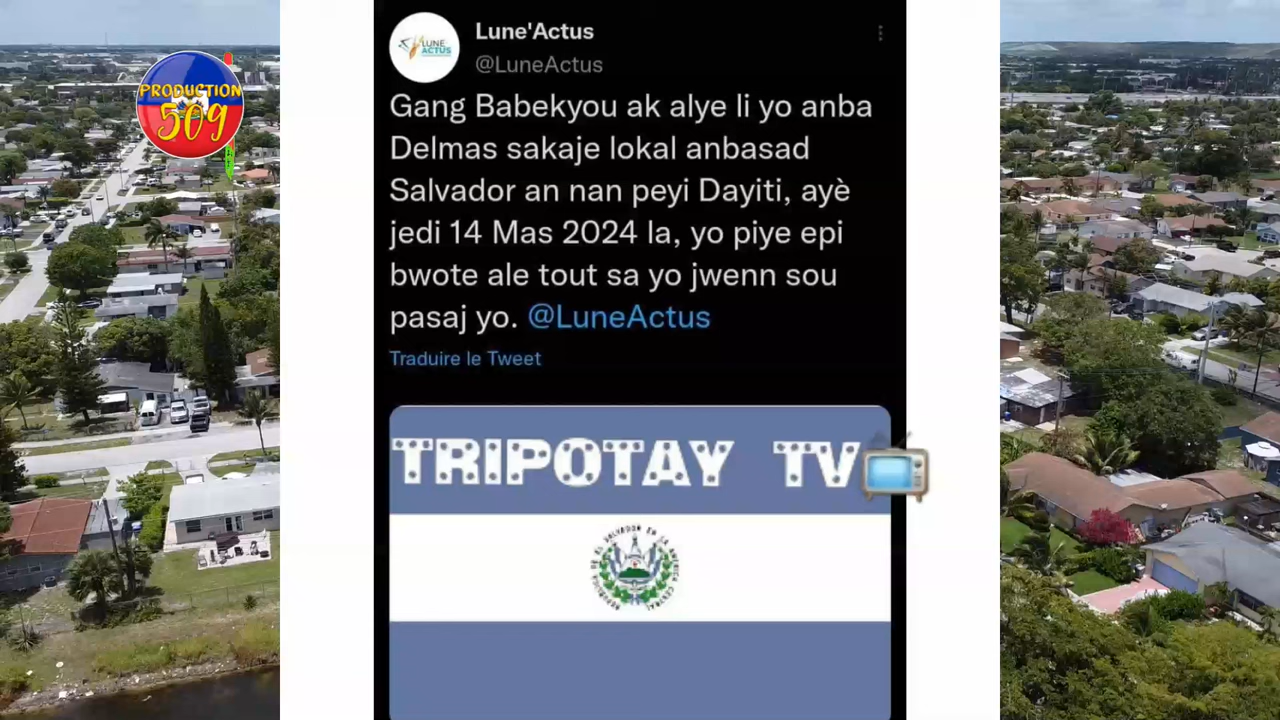 PRODUCTION
509
LUNE
ACTUS
Lune'Actus
@LuneActus
Gang Babekyou ak alye li yo anba
Delmas sakaje lokal anbasad
Salvador an nan peyi Dayiti, ayè
jedi 14 Mas 2024 la, yo piye epi
bwote ale tout sa yo jwenn sou
pasaj yo. @LuneActus
Traduire le Tweet
TRIPOTAY TV